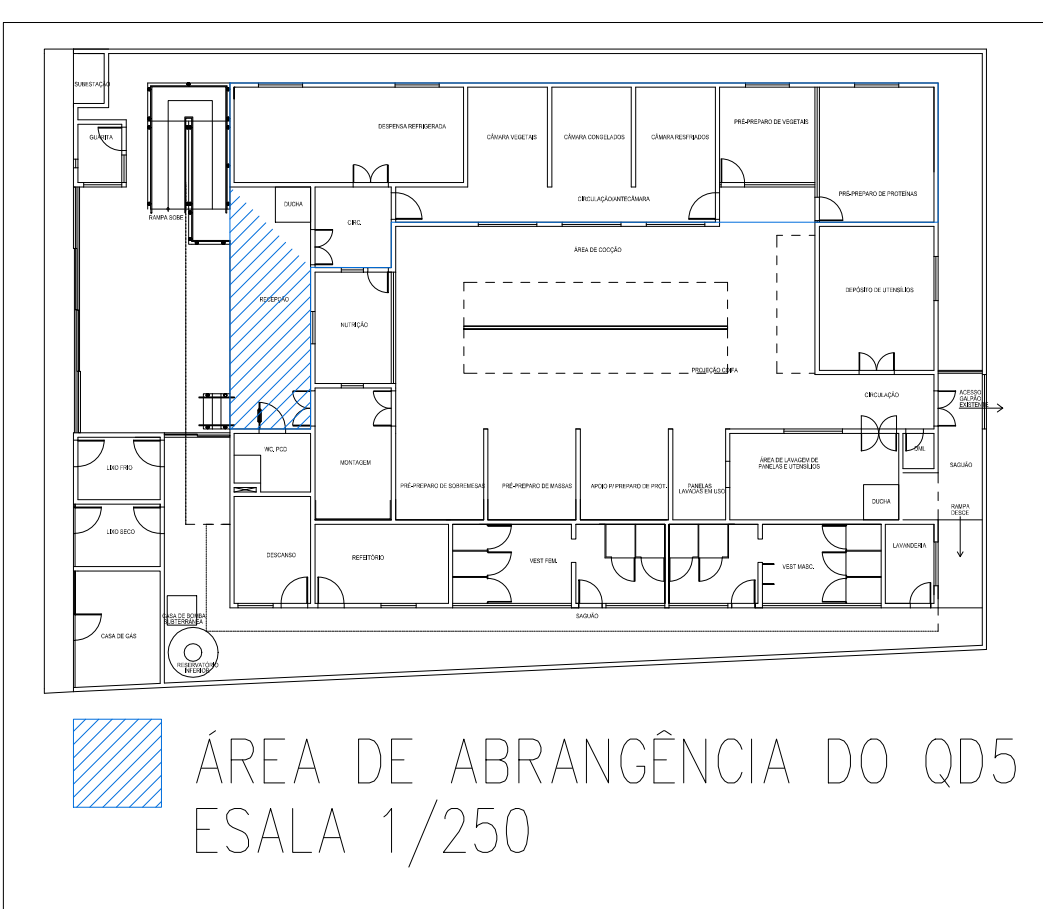 SUBESTAÇÃO
GUARITA
RAMPA SOBE
DESPENSA REFRIGERADA
CÂMARA VEGETAIS
CÂMARA CONGELADOS
CÂMARA RESFRIADOS
PRÉ-PREPARO DE VEGETAIS
PRÉ-PREPARO DE PROTEÍNAS
DUCHA
CIRC.
CIRCULAÇÃO/ANTECÂMARA
ÁREA DE COCÇÃO
RECEPÇÃO
NUTRIÇÃO
DEPÓSITO DE UTENSÍLIOS
PROJEÇÃO COIFA
CIRCULAÇÃO
ACESSO
GALPÃO
EXISTENTE
LIXO FRIO
WC, PCD
MONTAGEM
PRÉ-PREPARO DE SOBREMESAS
PRÉ-PREPARO DE MASSAS
APOIO P/ PREPARO DE PROT.
PANELAS
LAVADAS EM USO
ÁREA DE LAVAGEM DE
PANELAS E UTENSÍLIOS
DML
SAGUÃO
DUCHA
RAMPA
DESCE
LIXO SECO
DESCANSO
REFEITÓRIO
VEST FEM.
VEST MASC.
LAVANDERIA
CASA DE BOMBA
SUBTERRÂNEA
SAGUÃO
CASA DE GÁS
RESERVATÓRIO
INFERIOR
ÁREA DE ABRANGÊNCIA DO QD5
ESALA 1/250